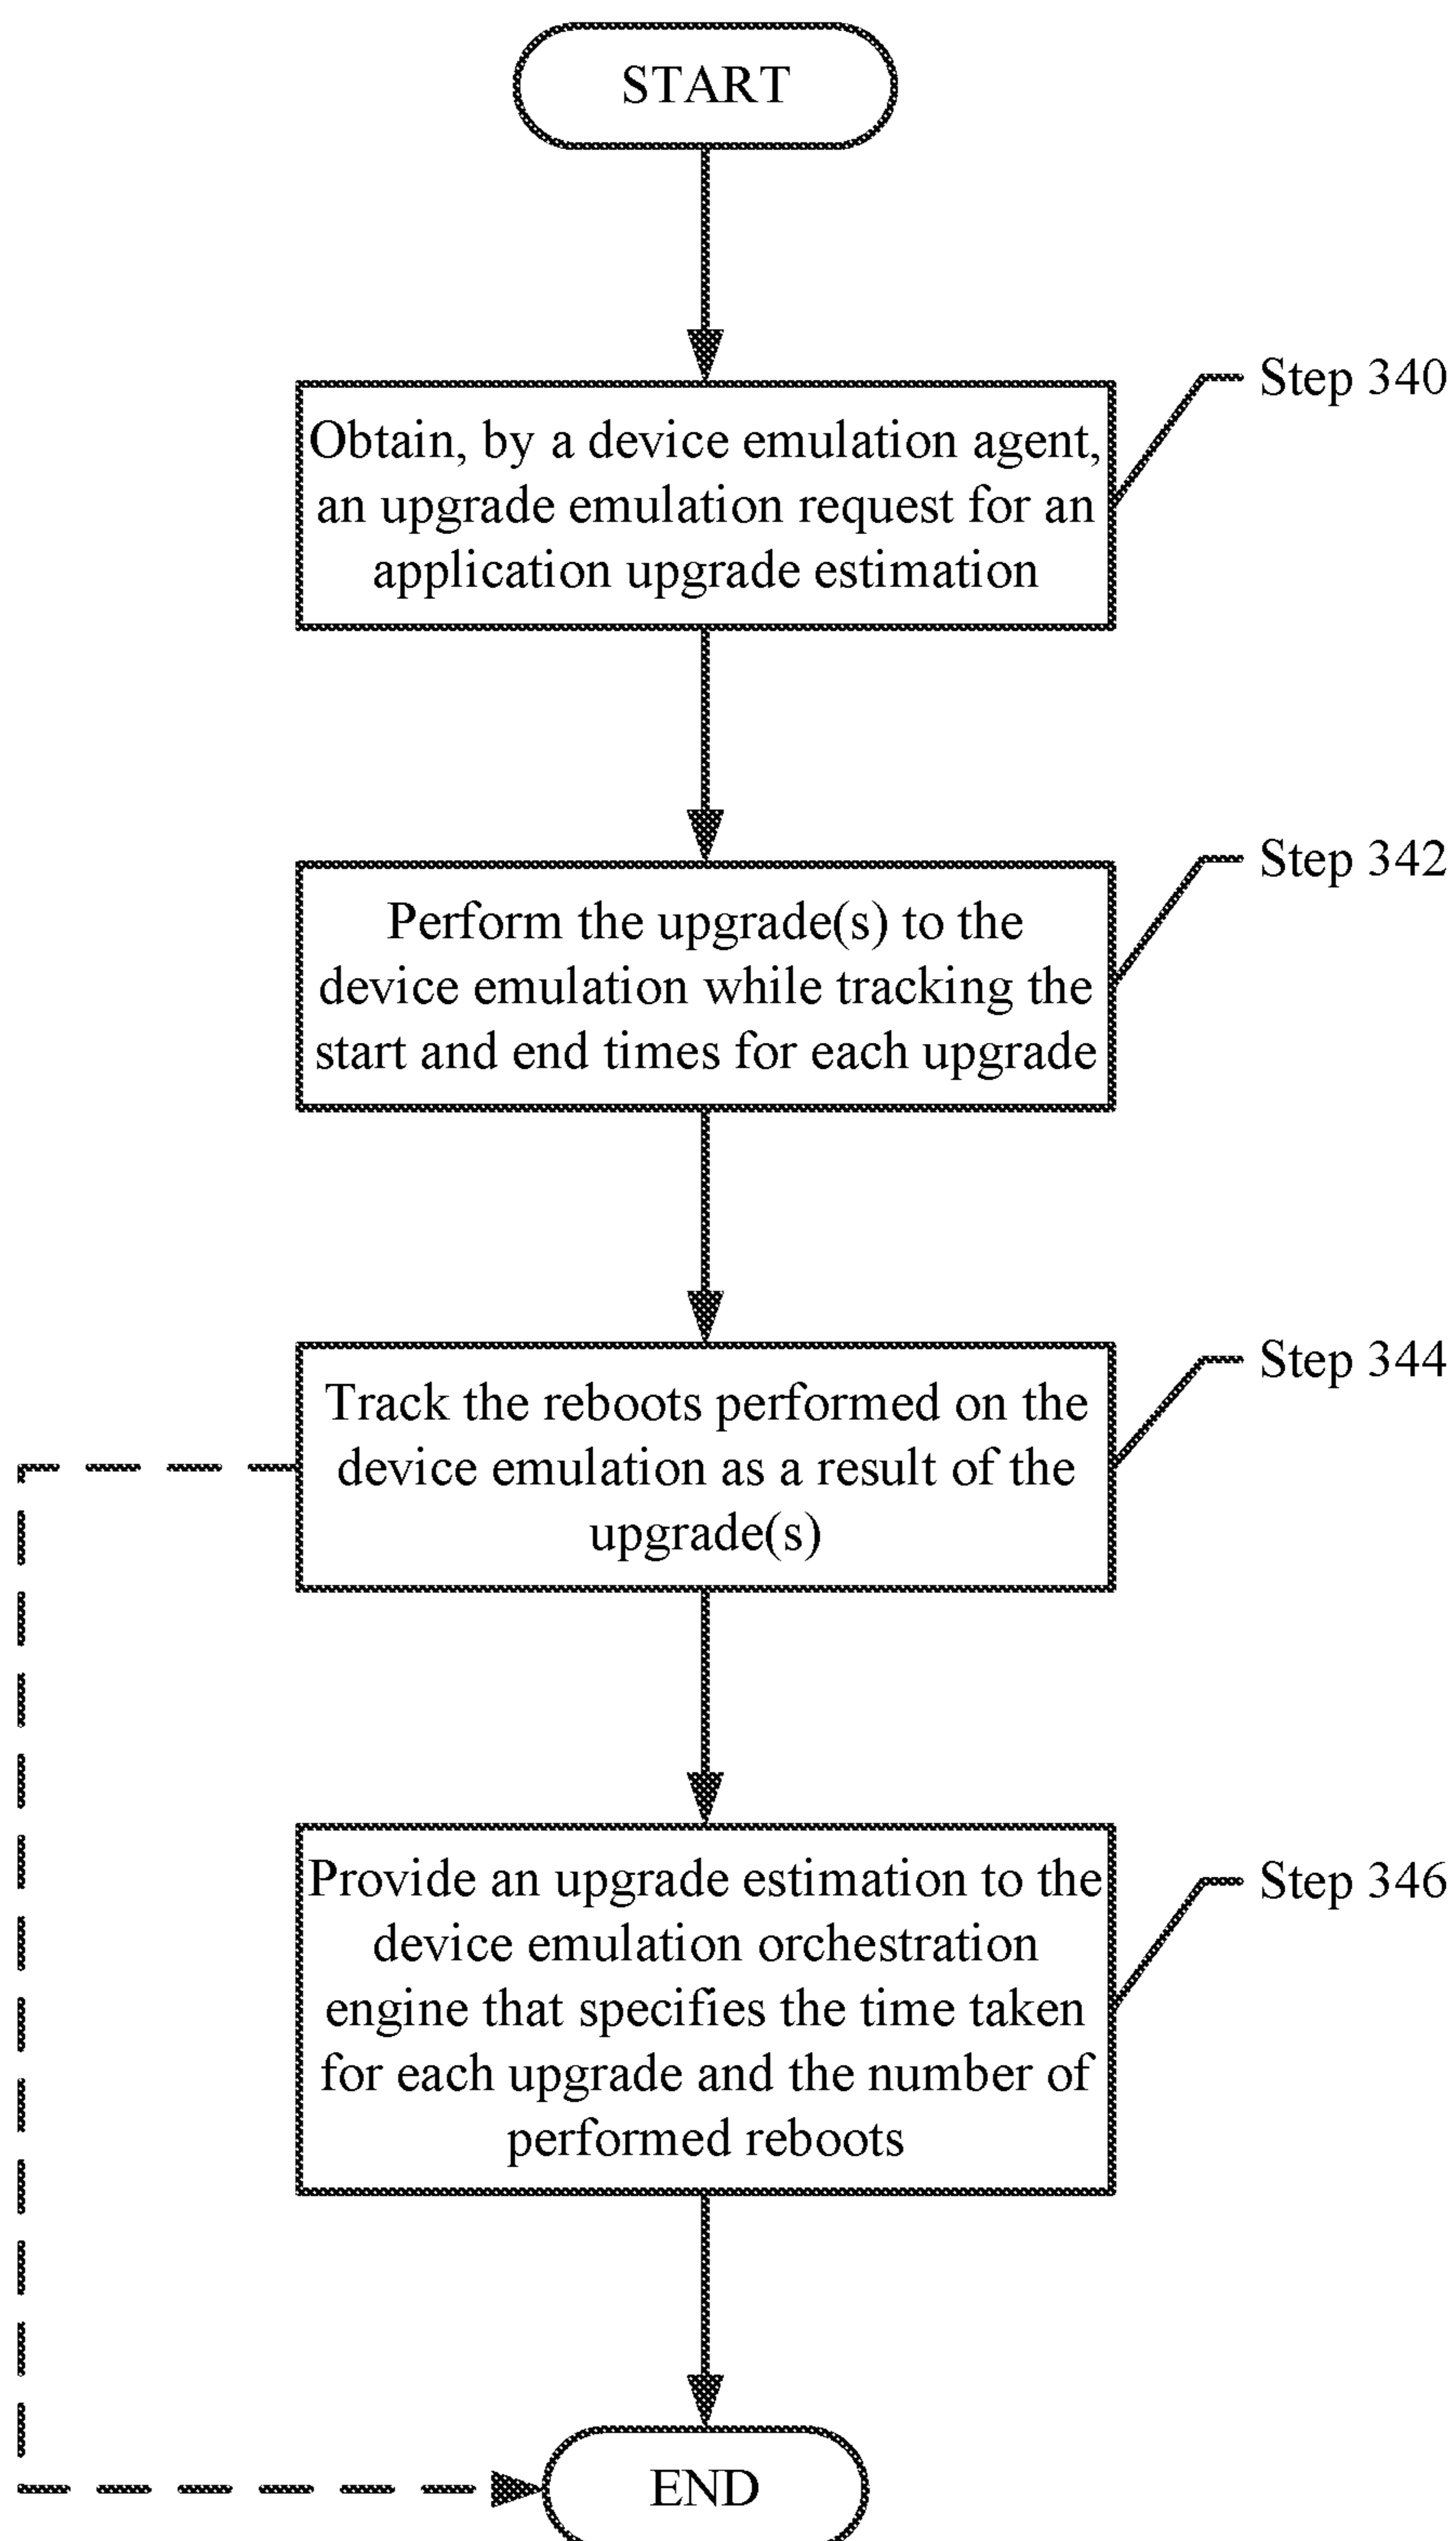 START
Step 340
Obtain, by a device emulation agent,
an upgrade emulation request for an
application upgrade estimation
Step 342
Perform the upgrade(s) to the
device emulation while tracking the
start and end times for each upgrade
Step 344
Track the reboots performed on the
device emulation as a result of the
upgrade(s)
Step 346
Provide an upgrade estimation to the
device emulation orchestration
engine that specifies the time taken
for each upgrade and the number of
performed reboots
END